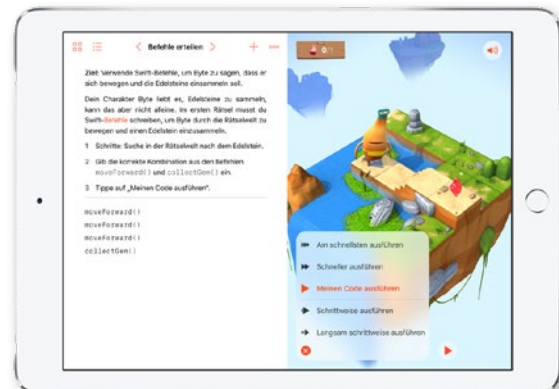 Befehle erteilen
0/1
Ziel: Verwende Swift-Befehle, um Byte zu sagen, dass er
sich bewegen und die Edelsteine einsammeln soll.
Dein Charakter Byte liebt es, Edelsteine zu sammeln,
kann das aber nicht alleine. Im ersten Rätsel musst du
Swift-Befehle schreiben, um Byte durch die Rätselwelt zu
bewegen und einen Edelstein einzusammeln.
1 Schritte: Suche in der Rätselwelt nach dem Edelstein.
2 Gib die korrekte Kombination aus den Befehlen
moveForward() und collectGem() ein.
3 Tippe auf „Meinen Code ausführen“.
moveForward()
moveForward()
moveForward()
collectGem()
Am schnellsten ausführen
Schneller ausführen
Meinen Code ausführen
Schrittweise ausführen
Langsam schrittweise ausführen